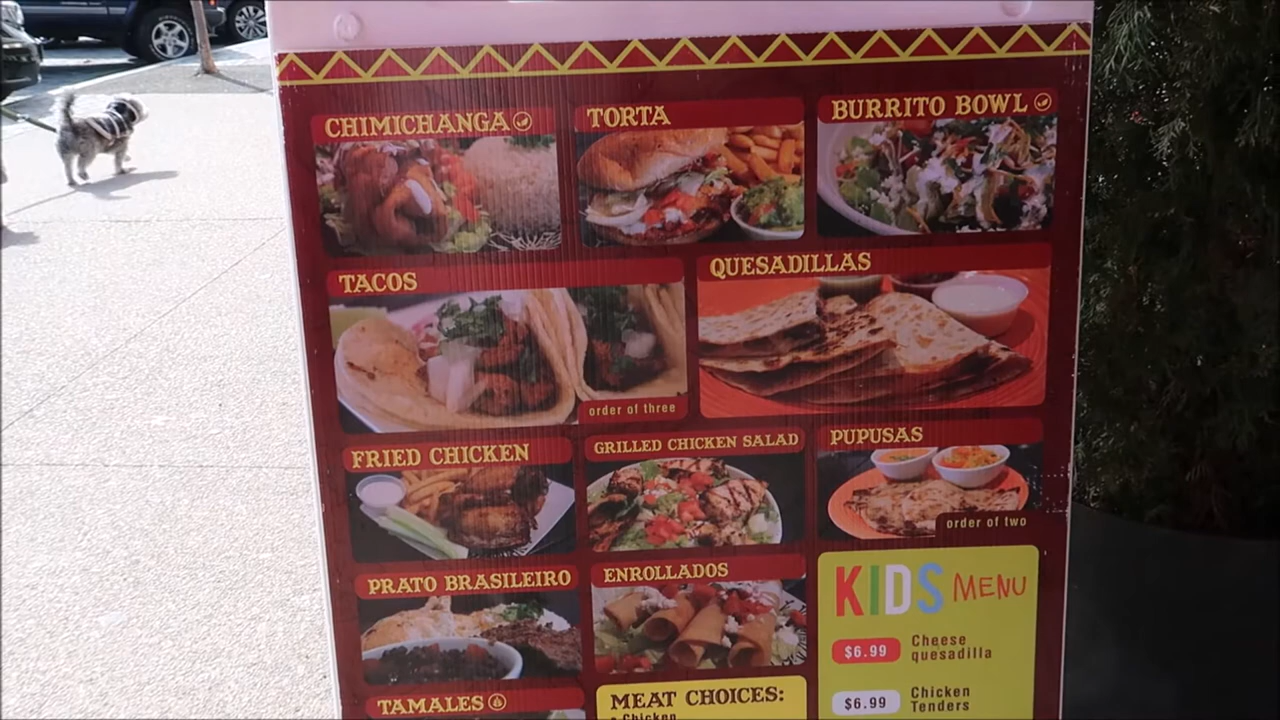 CHIMICHANGA
TORTA
BURRITO BOWL
TACOS
order of three
QUESADILLAS
FRIED CHICKEN
GRILLED CHICKEN SALAD
PUPUSAS
order of two
PRATO BRASILEIRO
ENROLLADOS
KIDS MENU
$6.99 Cheese
quesadilla
$6.99 Chicken
Tenders
TAMALES
MEAT CHOICES:
Chicken